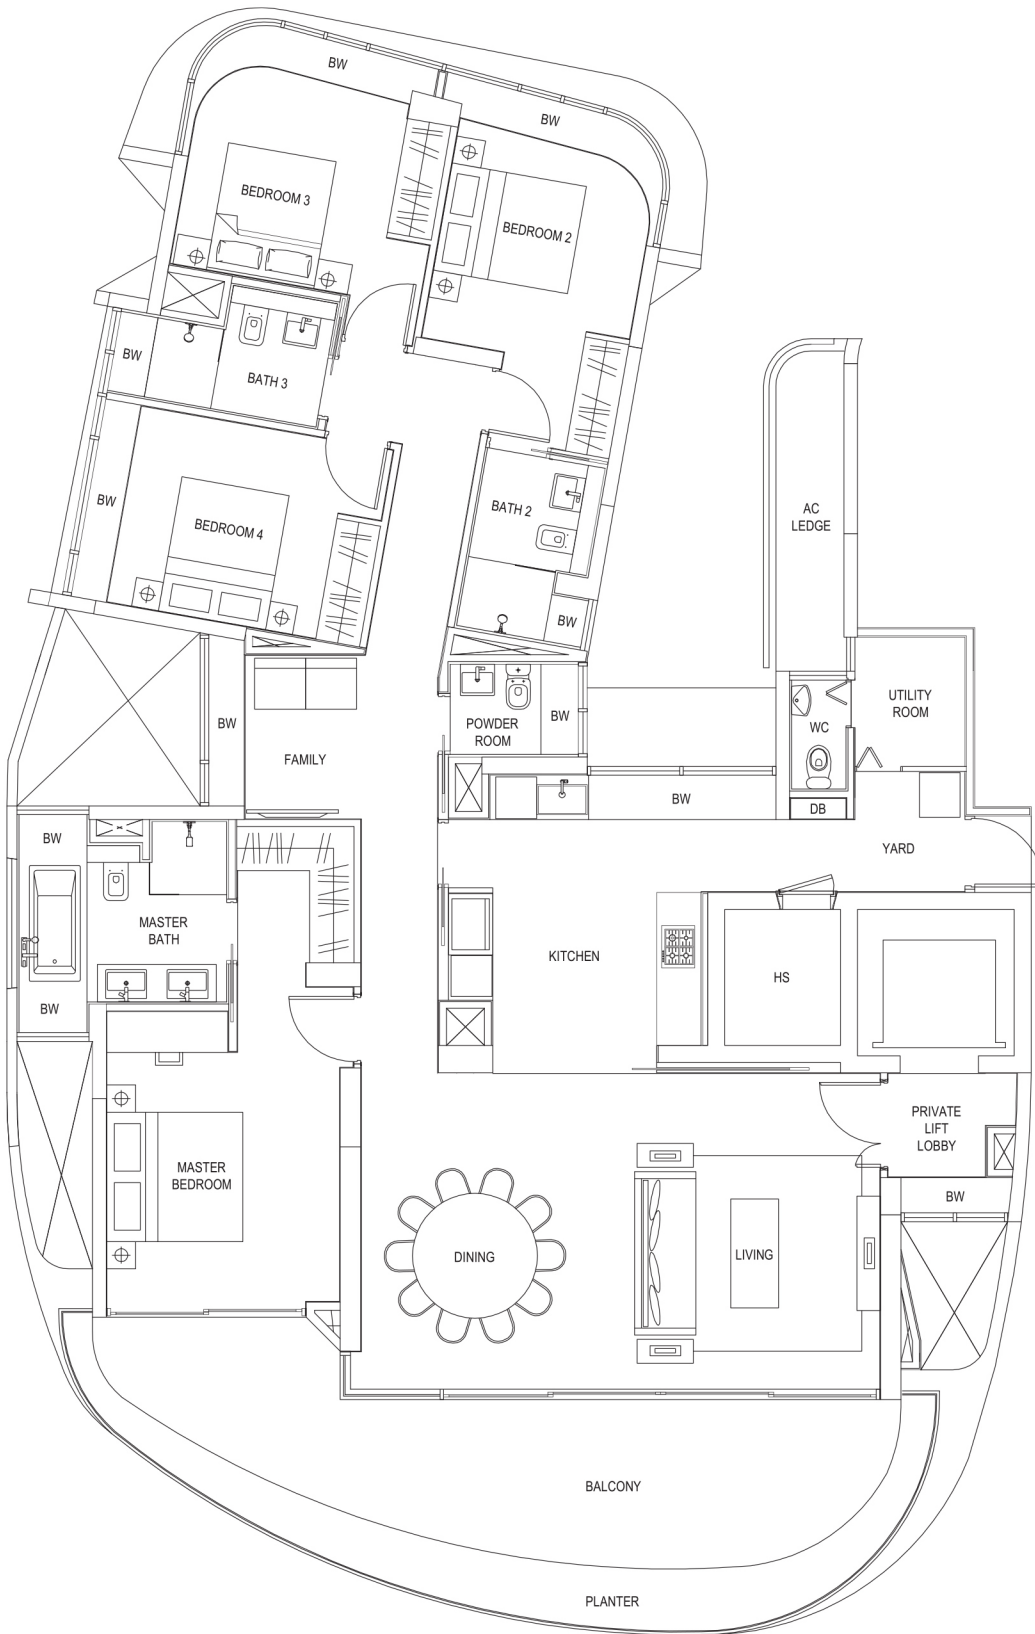 BW
BW
BEDROOM 3
BEDROOM 2
BW
BATH 3
BW
BEDROOM 4
BATH 2
AC
LEDGE
BW
BW
FAMILY
POWDER
ROOM
BW
WC
UTILITY
ROOM
BW
DB
BW
YARD
MASTER
BATH
KITCHEN
HS
BW
PRIVATE
LIFT
LOBBY
MASTER
BEDROOM
BW
DINING
LIVING
BALCONY
PLANTER